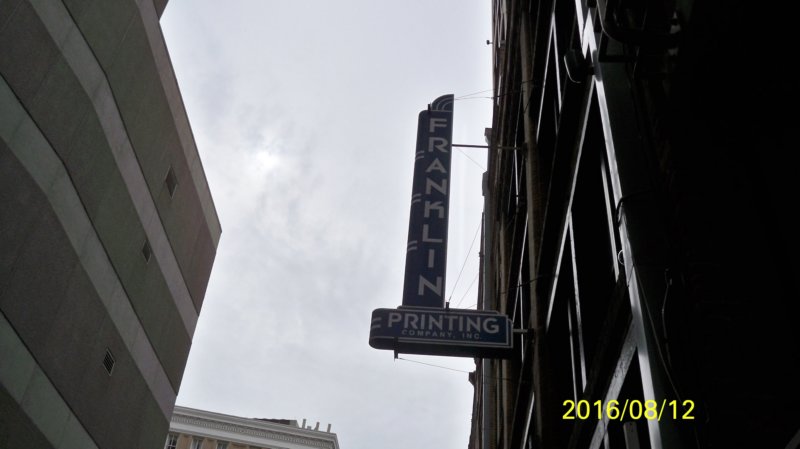 FRANKLIN
PRINTING
COMPANY, INC.
2016/08/12